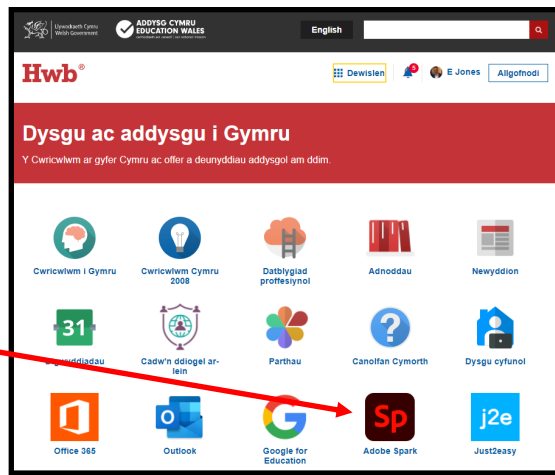 Llywodraeth Cymru
Welsh Government
ADDYSG CYMRU
EDUCATION WALES
English
Hwb®
Dewislen
5
E Jones
Allgofnodi
Dysgu ac addysgu i Gymru
Y Cwricwlwm ar gyfer Cymru ac offer a deunyddiau addysgol am ddim.
Cwricwlwm i Gymru
Cwricwlwm Cymru
2008
Datblygiad
proffesiynol
Adnoddau
Newyddion
31
Cadw'n ddiogel ar-
lein
Parthau
Canolfan Cymorth
Dysgu cyfunol
Sp
j2e
Office 365
Outlook
Google for
Education
Adobe Spark
Just2easy